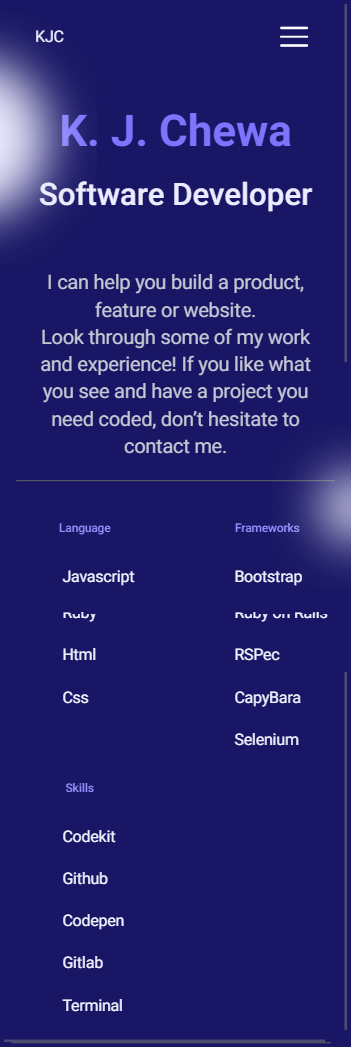 KJC
K. J. Chewa
Software Developer
I can help you build a product,
feature or website.
Look through some of my work
and experience! If you like what
you see and have a project you
need coded, don’t hesitate to
contact me.
Language
Javascript
Ruby
Html
Css
Frameworks
Bootstrap
Ruby on Rails
RSPec
CapyBara
Selenium
Skills
Codekit
Github
Codepen
Gitlab
Terminal